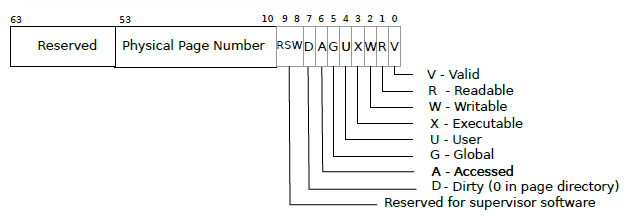 63 53 10 9 8 7 6 5 4 3 2 1 0
Reserved Physical Page Number RSW D A G U X W R V
V - Valid
R - Readable
W - Writable
X - Executable
U - User
G - Global
A - Accessed
D - Dirty (0 in page directory)
Reserved for supervisor software